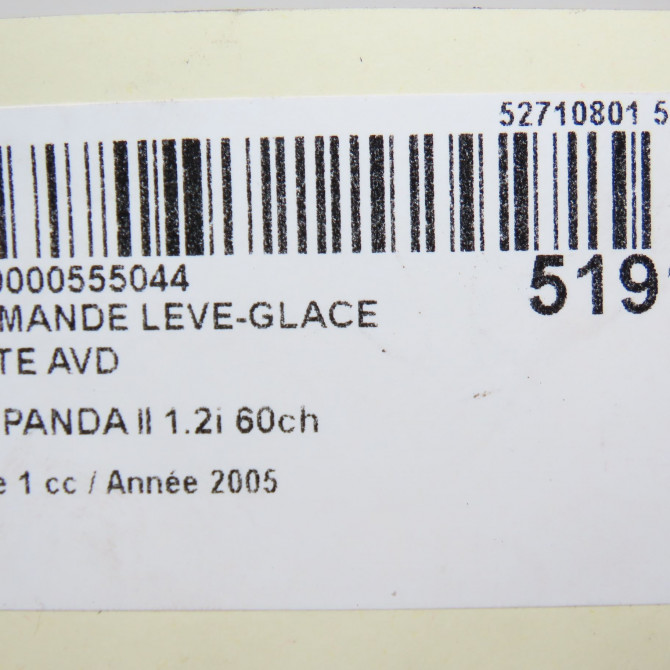 52710801 5
0000555044
519
MANDE LEVE-GLACE
TE AVD
PANDA II 1.2i 60ch
e 1 cc / Année 2005